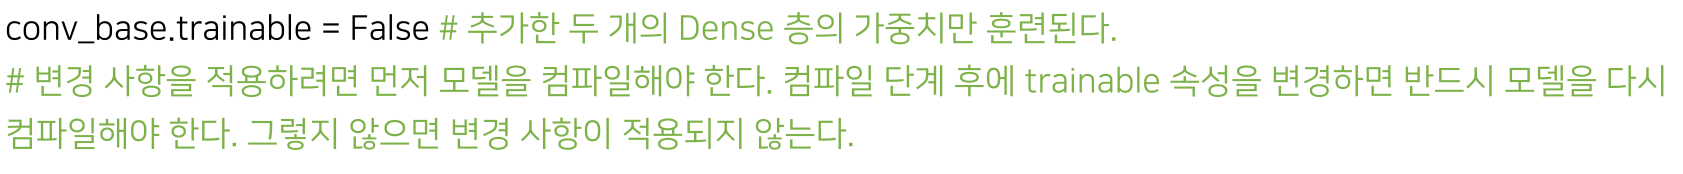 conv_base.trainable = False # 추가한 두 개의 Dense 층의 가중치만 훈련된다.
# 변경 사항을 적용하려면 먼저 모델을 컴파일해야 한다. 컴파일 단계 후에 trainable 속성을 변경하면 반드시 모델을 다시
컴파일해야 한다. 그렇지 않으면 변경 사항이 적용되지 않는다.